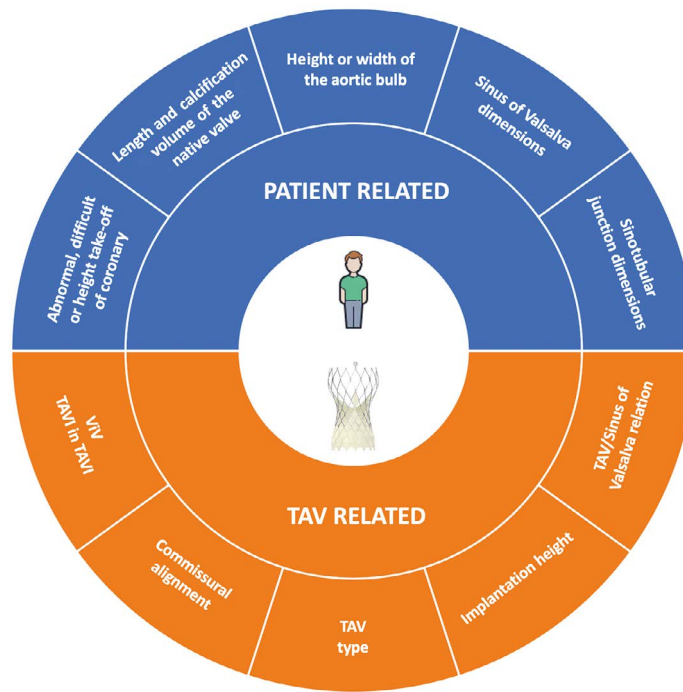 Height or width of
the aortic bulb
Length and calcification
volume of the
native valve
Sinus of Valsalva
dimensions
Abnormal, difficult
or height take-off
of coronary
Sinotubular
junction dimensions
PATIENT RELATED
TAV RELATED
ViV
TAVI in TAVI
TAV/Sinus of
Valsalva relation
Commissural
alignment
Implantation height
TAV
type